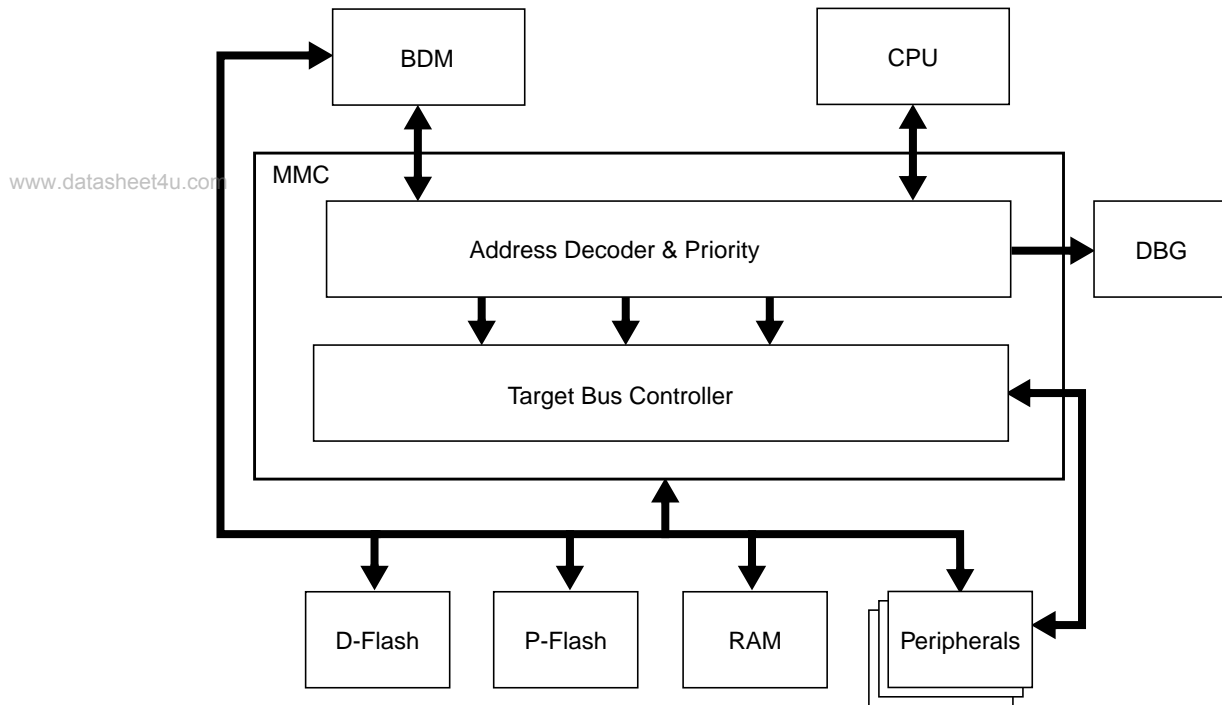 BDM
CPU
www.datasheet4u.com
MMC
Address Decoder & Priority
DBG
Target Bus Controller
D-Flash
P-Flash
RAM
Peripherals